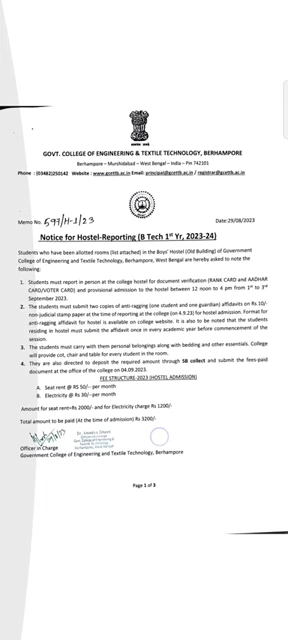 GOVT. COLLEGE OF ENGINEERING & TEXTILE TECHNOLOGY, BERHAMPORE
Berhampore – Murshidabad – West Bengal – India – Pin 742101
Phone : (03482)250142 Website : www.gcettb.ac.in Email: principal@gcettb.ac.in / registrar@gcettb.ac.in
Memo No. 597/H-1/23 Date:29/08/2023
Notice for Hostel-Reporting (B Tech 1st Yr, 2023-24)
Students who have been allotted rooms (list attached) in the Boys' Hostel (Old Building) of Government
College of Engineering and Textile Technology, Berhampore, West Bengal are hereby asked to note the
following:
1. Students must report in person at the college hostel for document verification (RANK CARD and AADHAR
CARD/VOTER CARD) and provisional admission to the hostel between 12 noon to 4 pm from 1st to 3rd
September 2023.
2. The students must submit two copies of anti-ragging (one student and one guardian) affidavits on Rs.10/-
non-judicial stamp paper at the time of reporting at the college (on 4.9.23) for hostel admission. Format for
anti-ragging affidavit for hostel is available on college website. It is also to be noted that the students
residing in hostel must submit the affidavit once in every academic year before commencement of the
session.
3. The students must carry with them personal belongings along with bedding and other essentials. College
will provide cot, chair and table for every student in the room.
4. They are also directed to deposit the required amount through SB collect and submit the fees-paid
document at the office of the college on 04.09.2023.
FEE STRUCTURE-2023 (HOSTEL ADMISSION)
A. Seat rent @ RS 50/- per month
B. Electricity @ Rs 30/- per month
Amount for seat rent=Rs 2000/- and for Electricity charge Rs 1200/-
Total amount to be paid (At the time of admission) Rs 3200/-
Officer in Charge
Government College of Engineering and Textile Technology, Berhampore
Page 1 of 3